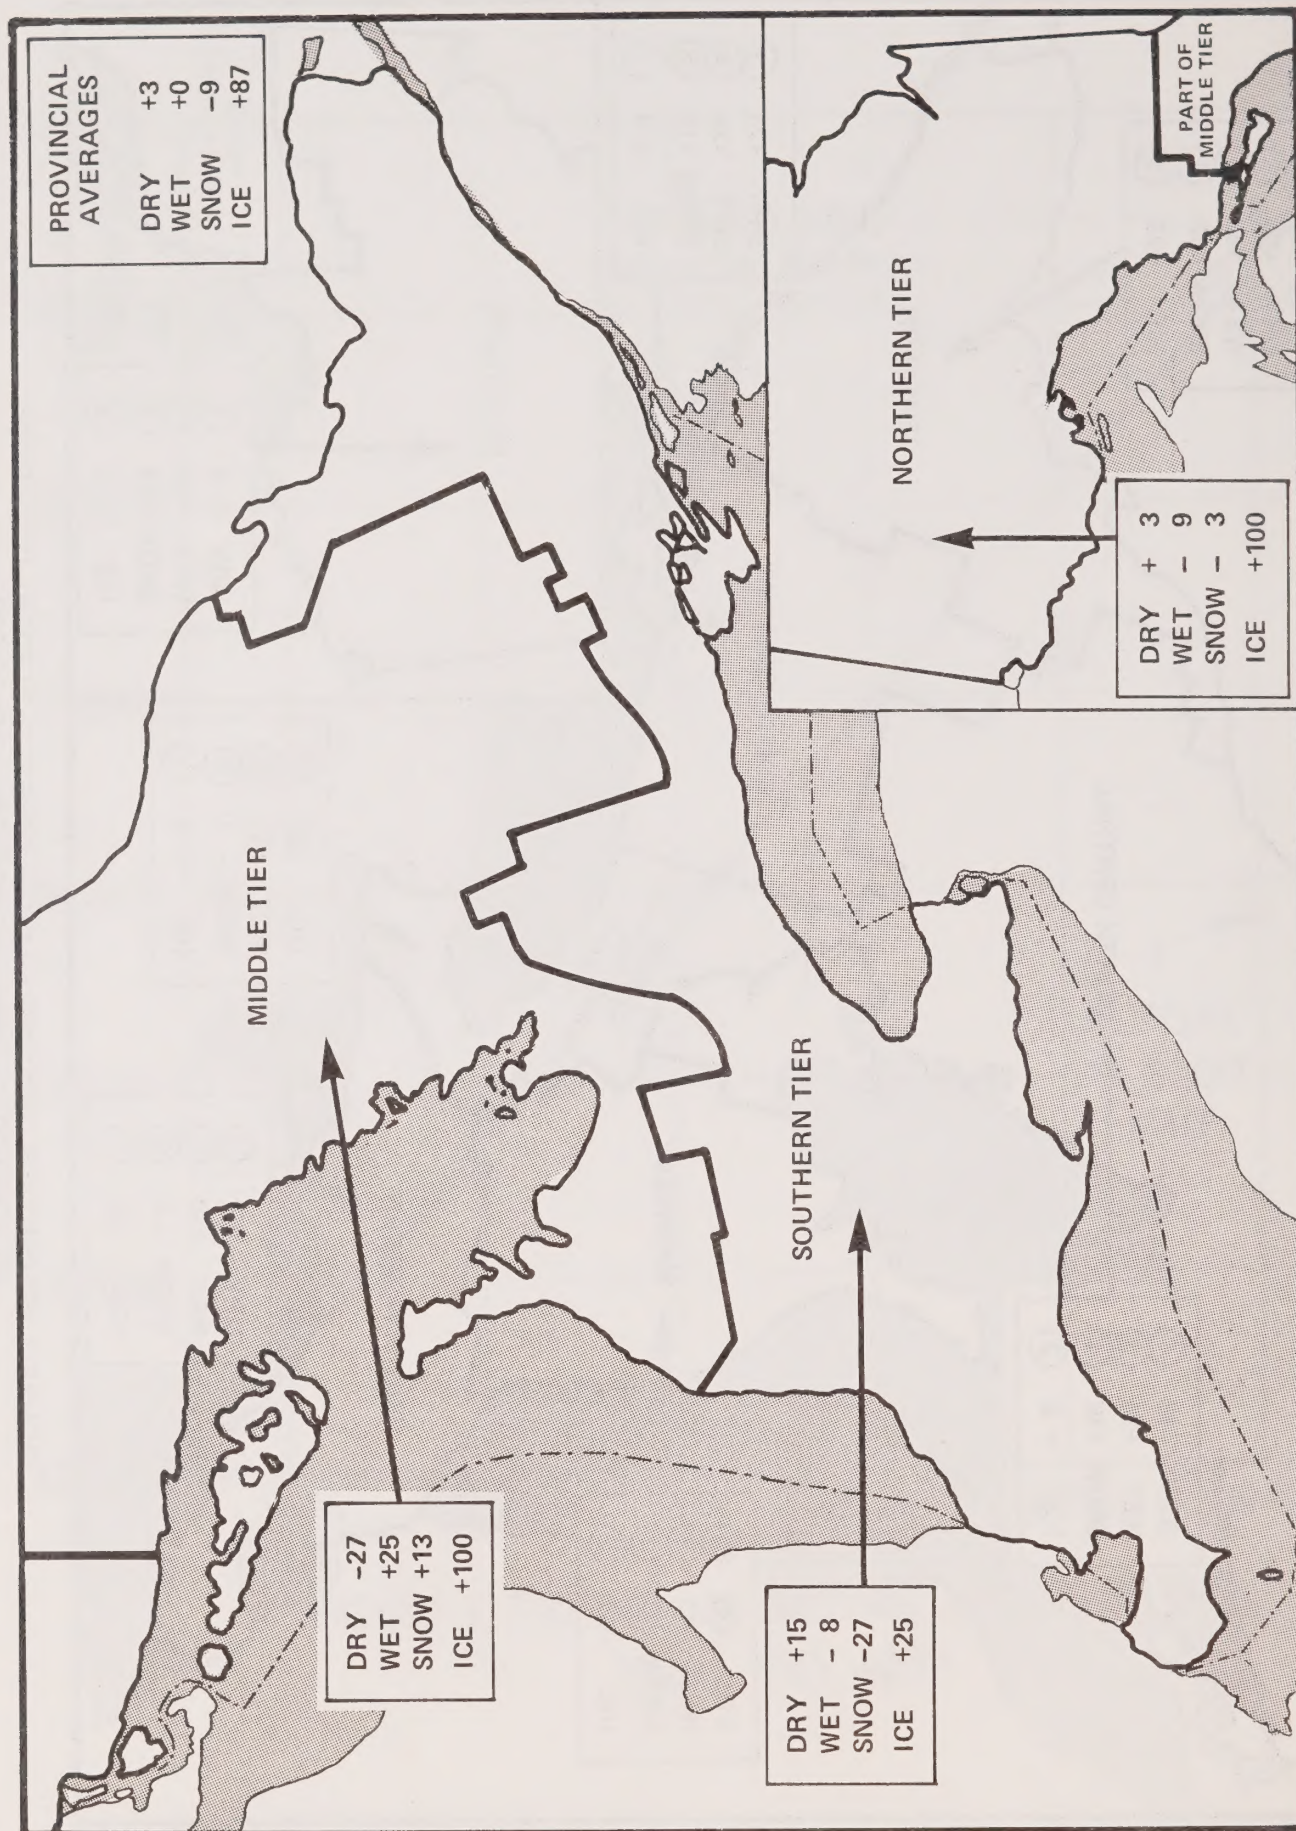 PROVINCIAL
AVERAGES
DRY +3
WET +0
SNOW -9
ICE +87
MIDDLE TIER
DRY -27
WET +25
SNOW +13
ICE +100
SOUTHERN TIER
DRY +15
WET - 8
SNOW -27
ICE +25
NORTHERN TIER
PART OF
MIDDLE TIER
DRY + 3
WET - 9
SNOW - 3
ICE +100